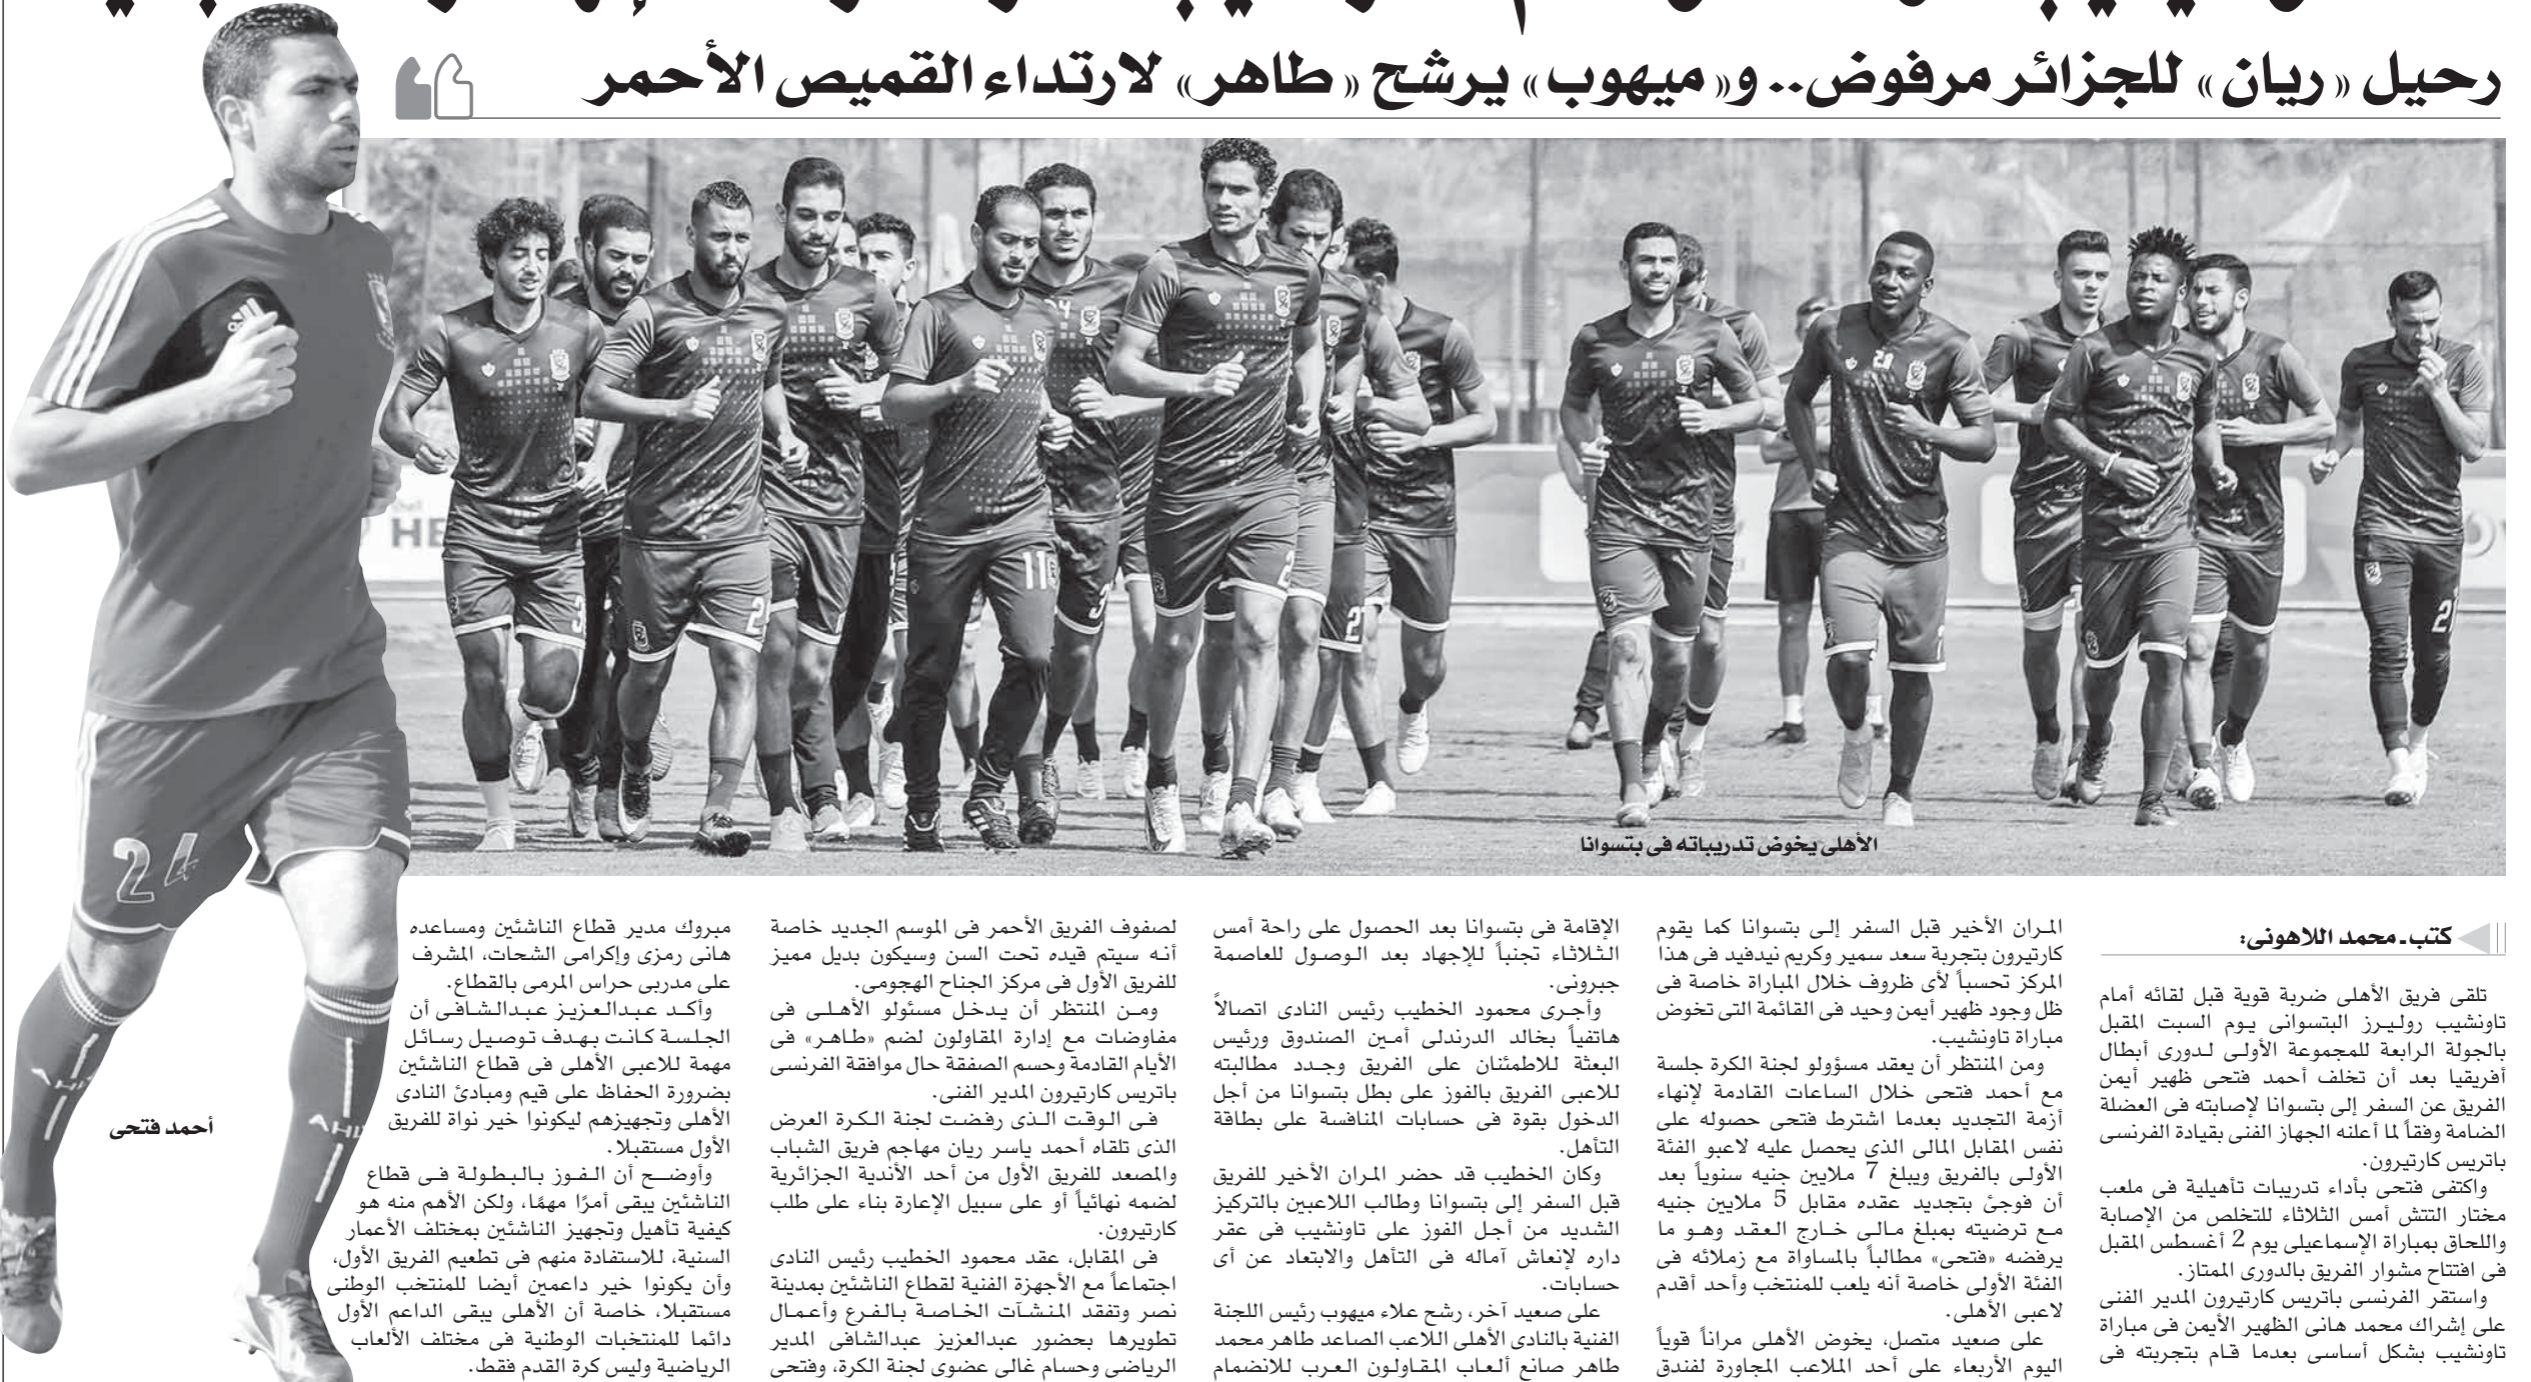 رحيل «ريان» للجزائر مرفوض.. و«ميهوب» يرشح «طاهر» لارتداء القميص الأحمر
HE
24
11
2
3
2
2
28
21
AHLY
AHLY
الأهلى يخوض تدريباته فى بتسوانا
أحمد فتحى
كتب ـ محمد اللاهونى:
تلقى فريق الأهلى ضربة قوية قبل لقائه أمام
تاونشيب روليرز البتسوانى يوم السبت المقبل
بالجولة الرابعة للمجموعة الأولى لدورى أبطال
أفريقيا بعد أن تخلف أحمد فتحى ظهير أيمن
الفريق عن السفر إلى بتسوانا لإصابته فى العضلة
الضامة وفقاً لما أعلنه الجهاز الفنى بقيادة الفرنسى
باتريس كارتيرون.
واكتفى فتحى بأداء تدريبات تأهيلية فى ملعب
مختار التتش أمس الثلاثاء للتخلص من الإصابة
واللحاق بمباراة الإسماعيلى يوم 2 أغسطس المقبل
فى افتتاح مشوار الفريق بالدورى الممتاز.
واستقر الفرنسى باتريس كارتيرون المدير الفنى
على إشراك محمد هانى الظهير الأيمن فى مباراة
تاونشيب بشكل أساسى بعدما قام بتجربته فى
المران الأخير قبل السفر إلى بتسوانا كما يقوم
كارتيرون بتجربة سعد سمير وكريم نيدفيد فى هذا
المركز تحسباً لأى ظروف خلال المباراة خاصة فى
ظل وجود ظهير أيمن وحيد فى القائمة التى تخوض
مباراة تاونشيب.
ومن المنتظر أن يعقد مسؤولو لجنة الكرة جلسة
مع أحمد فتحى خلال الساعات القادمة لإنهاء
أزمة التجديد بعدما اشترط فتحى حصوله على
نفس المقابل المالى الذي يحصل عليه لاعبو الفئة
الأولى بالفريق ويبلغ 7 ملايين جنيه سنوياً بعد
أن فوجئ بتجديد عقده مقابل 5 ملايين جنيه
مع ترضيته بمبلغ مالى خارج العقد وهو ما
يرفضه «فتحى» مطالباً بالمساواة مع زملائه فى
الفئة الأولى خاصة أنه يلعب للمنتخب وأحد أقدم
لاعبى الأهلى.
على صعيد متصل، يخوض الأهلى مراناً قوياً
اليوم الأربعاء على أحد الملاعب المجاورة لفندق
الإقامة فى بتسوانا بعد الحصول على راحة أمس
الثلاثاء تجنباً للإجهاد بعد الوصول للعاصمة
جبرونى.
وأجرى محمود الخطيب رئيس النادى اتصالاً
هاتفياً بخالد الدرندلى أمين الصندوق ورئيس
البعثة للاطمئنان على الفريق وجدد مطالبته
للاعبى الفريق بالفوز على بطل بتسوانا من أجل
الدخول بقوة فى حسابات المنافسة على بطاقة
التأهل.
وكان الخطيب قد حضر المران الأخير للفريق
قبل السفر إلى بتسوانا وطالب اللاعبين بالتركيز
الشديد من أجل الفوز على تاونشيب فى عقر
داره لإنعاش آماله فى التأهل والابتعاد عن أى
حسابات.
على صعيد آخر، رشح علاء ميهوب رئيس اللجنة
الفنية بالنادى الأهلى اللاعب الصاعد طاهر محمد
طاهر صانع ألعاب المقاولون العرب للانضمام
لصفوف الفريق الأحمر فى الموسم الجديد خاصة
أنه سيتم قيده تحت السن وسيكون بديل مميز
للفريق الأول فى مركز الجناح الهجومى.
ومن المنتظر أن يدخل مسئولو الأهلى فى
مفاوضات مع إدارة المقاولون لضم «طاهر» فى
الأيام القادمة وحسم الصفقة حال موافقة الفرنسى
باتريس كارتيرون المدير الفنى.
فى الوقت الذى رفضت لجنة الكرة العرض
الذى تلقاه أحمد ياسر ريان مهاجم فريق الشباب
والمصعد للفريق الأول من أحد الأندية الجزائرية
لضمه نهائياً أو على سبيل الإعارة بناء على طلب
كارتيرون.
فى المقابل، عقد محمود الخطيب رئيس النادى
اجتماعاً مع الأجهزة الفنية لقطاع الناشئين بمدينة
نصر وتفقد المنشآت الخاصة بالفرع وأعمال
تطويرها بحضور عبدالعزيز عبدالشافى المدير
الرياضى وحسام غالى عضوى لجنة الكرة، وفتحى
مبروك مدير قطاع الناشئين ومساعده
هانى رمزى وإكرامى الشحات، المشرف
على مدربى حراس المرمى بالقطاع.
وأكد عبدالعزيز عبدالشافى أن
الجلسة كانت بهدف توصيل رسائل
مهمة للاعبى الأهلى فى قطاع الناشئين
بضرورة الحفاظ على قيم ومبادئ النادى
الأهلى وتجهيزهم ليكونوا خير نواة للفريق
الأول مستقبلا.
وأوضح أن الفوز بالبطولة فى قطاع
الناشئين يبقى أمرًا مهمًا، ولكن الأهم منه هو
كيفية تأهيل وتجهيز الناشئين بمختلف الأعمار
السنية، للاستفادة منهم فى تطعيم الفريق الأول،
وأن يكونوا خير داعمين أيضا للمنتخب الوطنى
مستقبلا، خاصة أن الأهلى يبقى الداعم الأول
دائما للمنتخبات الوطنية فى مختلف الألعاب
الرياضية وليس كرة القدم فقط.